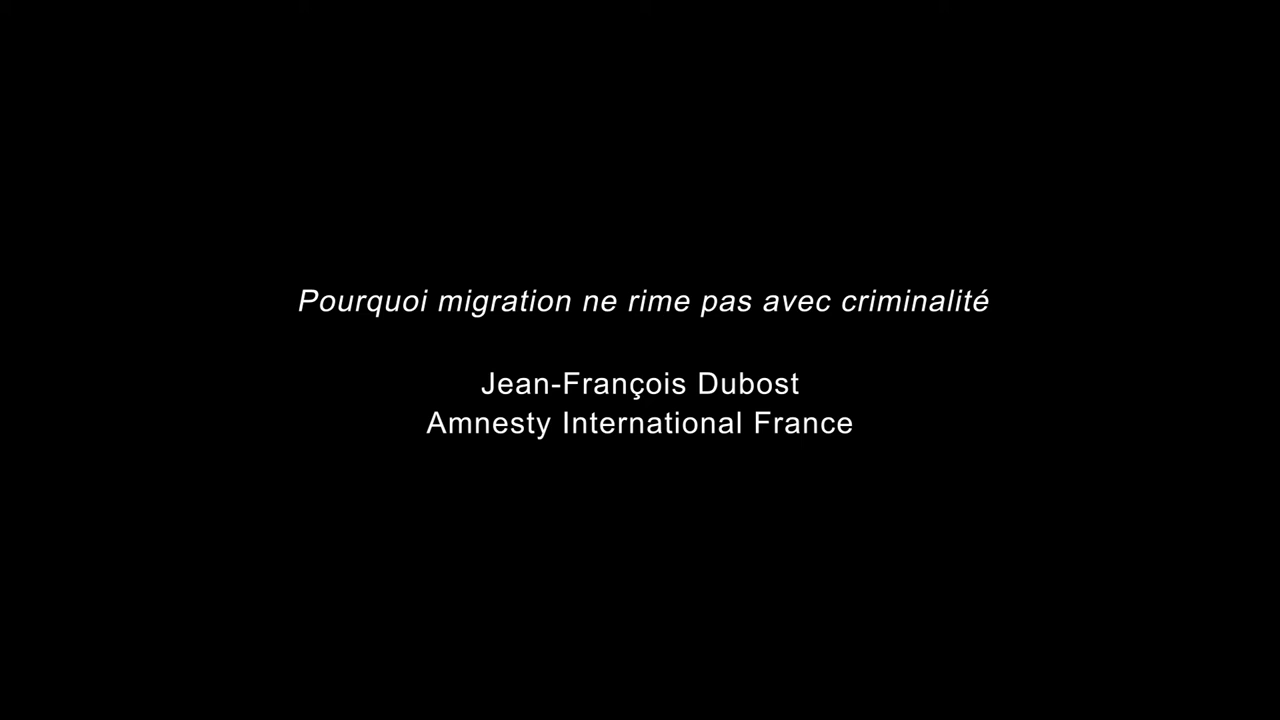 Pourquoi migration ne rime pas avec criminalité
Jean-François Dubost
Amnesty International France